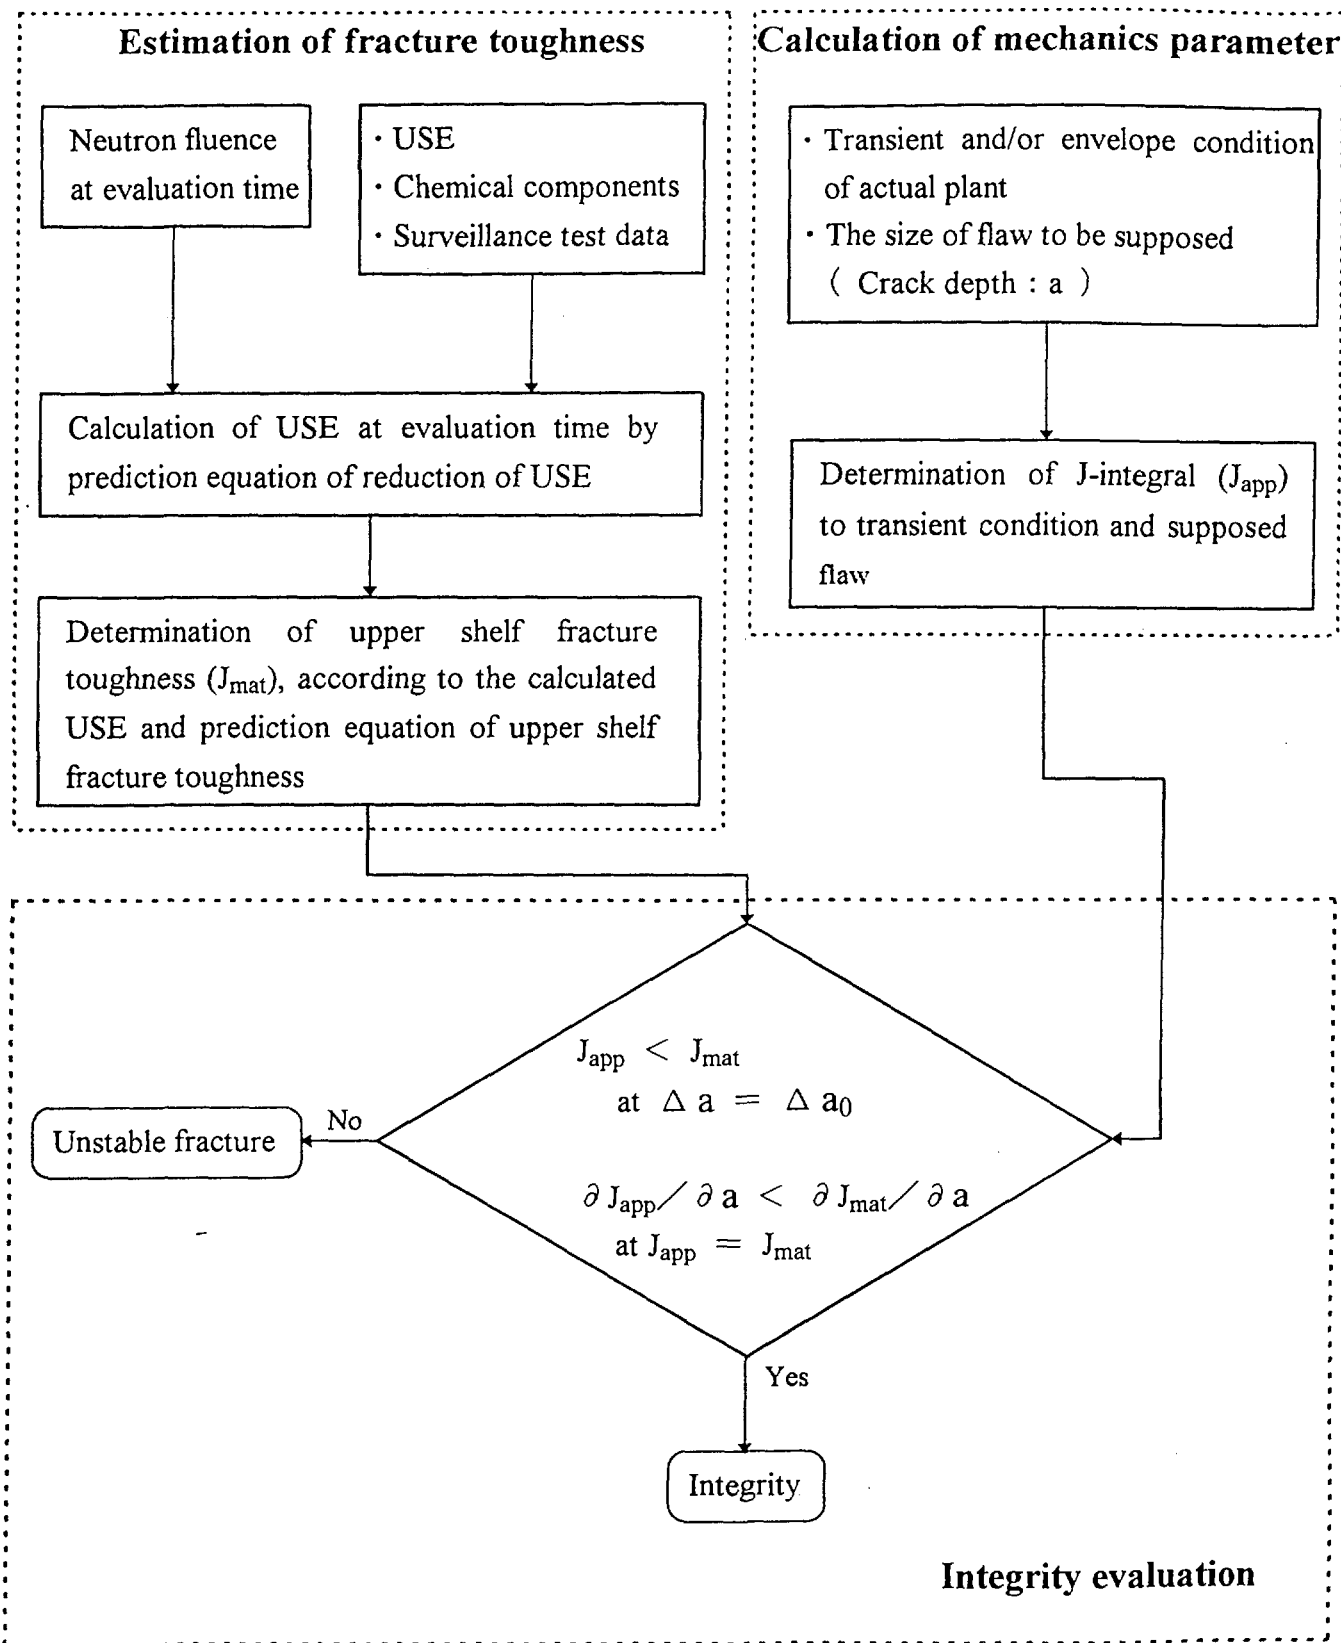 Estimation of fracture toughness
Neutron fluence
at evaluation time
・USE
・Chemical components
・Surveillance test data
Calculation of USE at evaluation time by
prediction equation of reduction of USE
Determination of upper shelf fracture
toughness (Jmat), according to the calculated
USE and prediction equation of upper shelf
fracture toughness
Calculation of mechanics parameter
・Transient and/or envelope condition
of actual plant
・The size of flaw to be supposed
( Crack depth : a )
Determination of J-integral (Japp)
to transient condition and supposed
flaw
Japp < Jmat
at Δ a = Δ a0
∂ Japp/ ∂ a < ∂ Jmat/ ∂ a
at Japp = Jmat
No
Unstable fracture
Yes
Integrity
Integrity evaluation